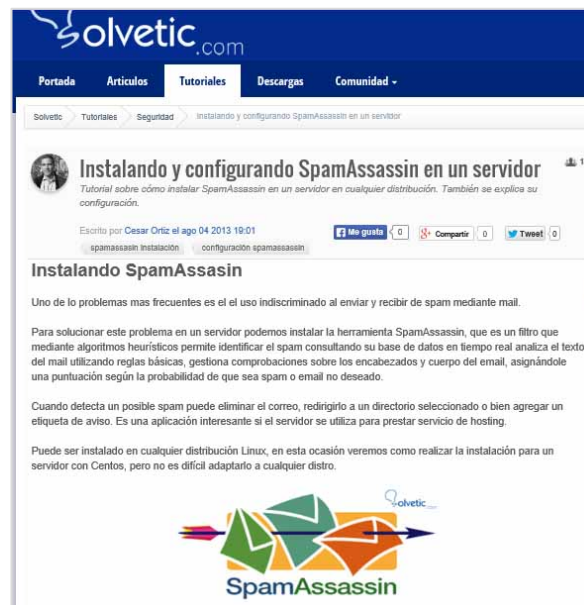 Solvetic.com
Portada Articulos Tutoriales Descargas Comunidad
Solvetic Tutoriales Seguridad Instalando y configurando SpamAssassin en un servidor
Instalando y configurando SpamAssassin en un servidor
1
Tutorial sobre cómo instalar SpamAssassin en un servidor en cualquier distribución. También se explica su
configuración.
Escrito por Cesar Ortiz el ago 04 2013 19:01
Me gusta 0 Compartir 0 Tweet 0
spamassasin instalación configuración spamassassin
Instalando SpamAssasin
Uno de lo problemas mas frecuentes es el el uso indiscriminado al enviar y recibir de spam mediante mail.
Para solucionar este problema en un servidor podemos instalar la herramienta SpamAssassin, que es un filtro que
mediante algoritmos heurísticos permite identificar el spam consultando su base de datos en tiempo real analiza el texto
del mail utilizando reglas básicas, gestiona comprobaciones sobre los encabezados y cuerpo del email, asignándole
una puntuación según la probabilidad de que sea spam o email no deseado.
Cuando detecta un posible spam puede eliminar el correo, redirigirlo a un directorio seleccionado o bien agregar un
etiqueta de aviso. Es una aplicación interesante si el servidor se utiliza para prestar servicio de hosting.
Puede ser instalado en cualquier distribución Linux, en esta ocasión veremos como realizar la instalación para un
servidor con Centos, pero no es difícil adaptarlo a cualquier distro.
Solvetic
SpamAssassin